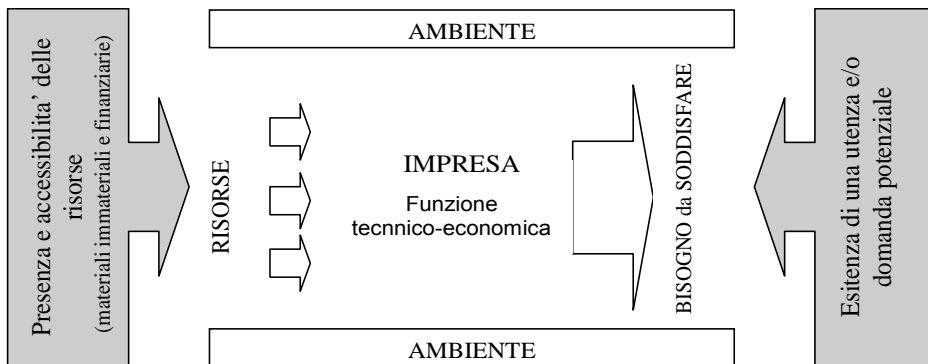 AMBIENTE
Presenza e accessibilita’ delle
risorse
(materiali immateriali e finanziarie)
RISORSE
IMPRESA
Funzione
tecnnico-economica
BISOGNO da SODDISFARE
Esitenza di una utenza e/o
domanda potenziale
AMBIENTE